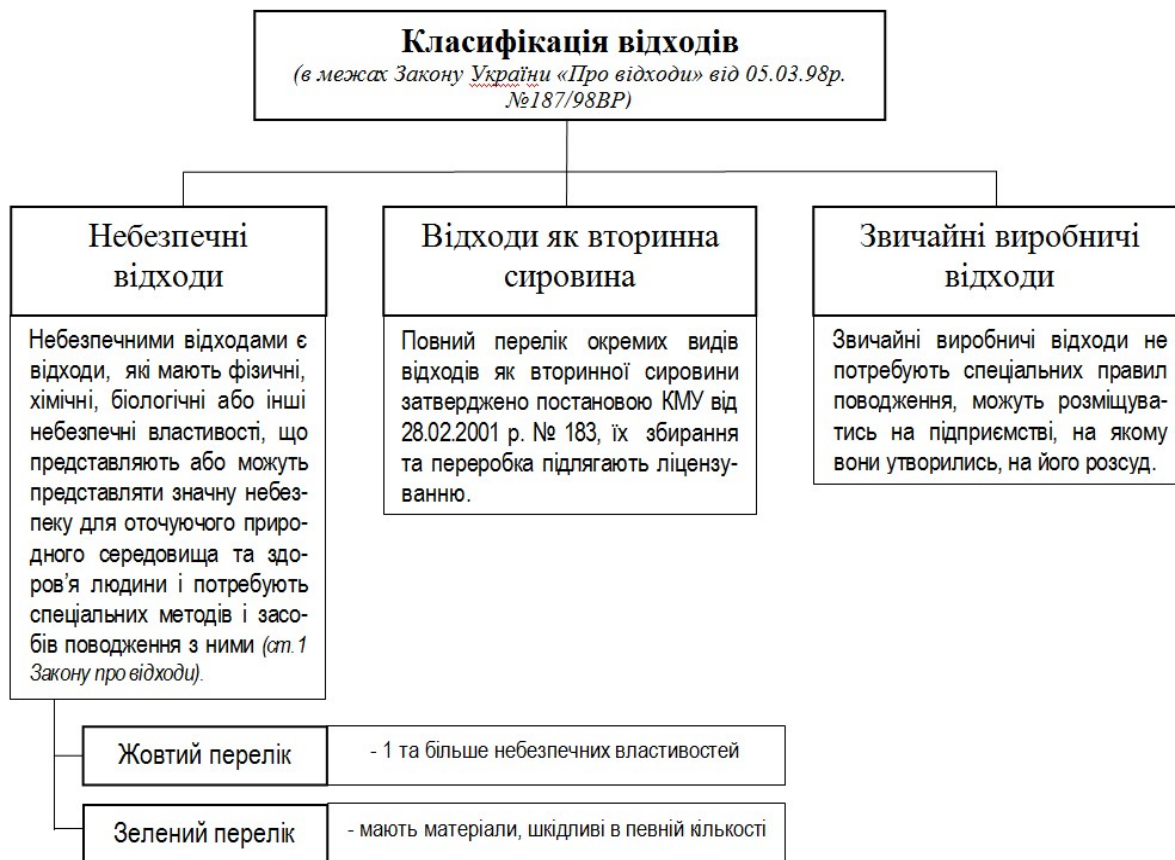 Класифікація відходів
(в межах Закону України «Про відходи» від 05.03.98р.
№187/98ВР)
Небезпечні
відходи
Небезпечними відходами є
відходи, які мають фізичні,
хімічні, біологічні або інші
небезпечні властивості, що
представляють або можуть
представляти значну небез-
пеку для оточуючого приро-
дного середовища та здо-
ров’я людини і потребують
спеціальних методів і засо-
бів поводження з ними (ст.1
Закону про відходи).
Відходи як вторинна
сировина
Повний перелік окремих видів
відходів як вторинної сировини
затверджено постановою КМУ від
28.02.2001 р. № 183, їх збирання
та переробка підлягають ліцензу-
ванню.
Звичайні виробничі
відходи
Звичайні виробничі відходи не
потребують спеціальних правил
поводження, можуть розміщува-
тись на підприємстві, на якому
вони утворились, на його розсуд.
Жовтий перелік
- 1 та більше небезпечних властивостей
Зелений перелік
- мають матеріали, шкідливі в певній кількості